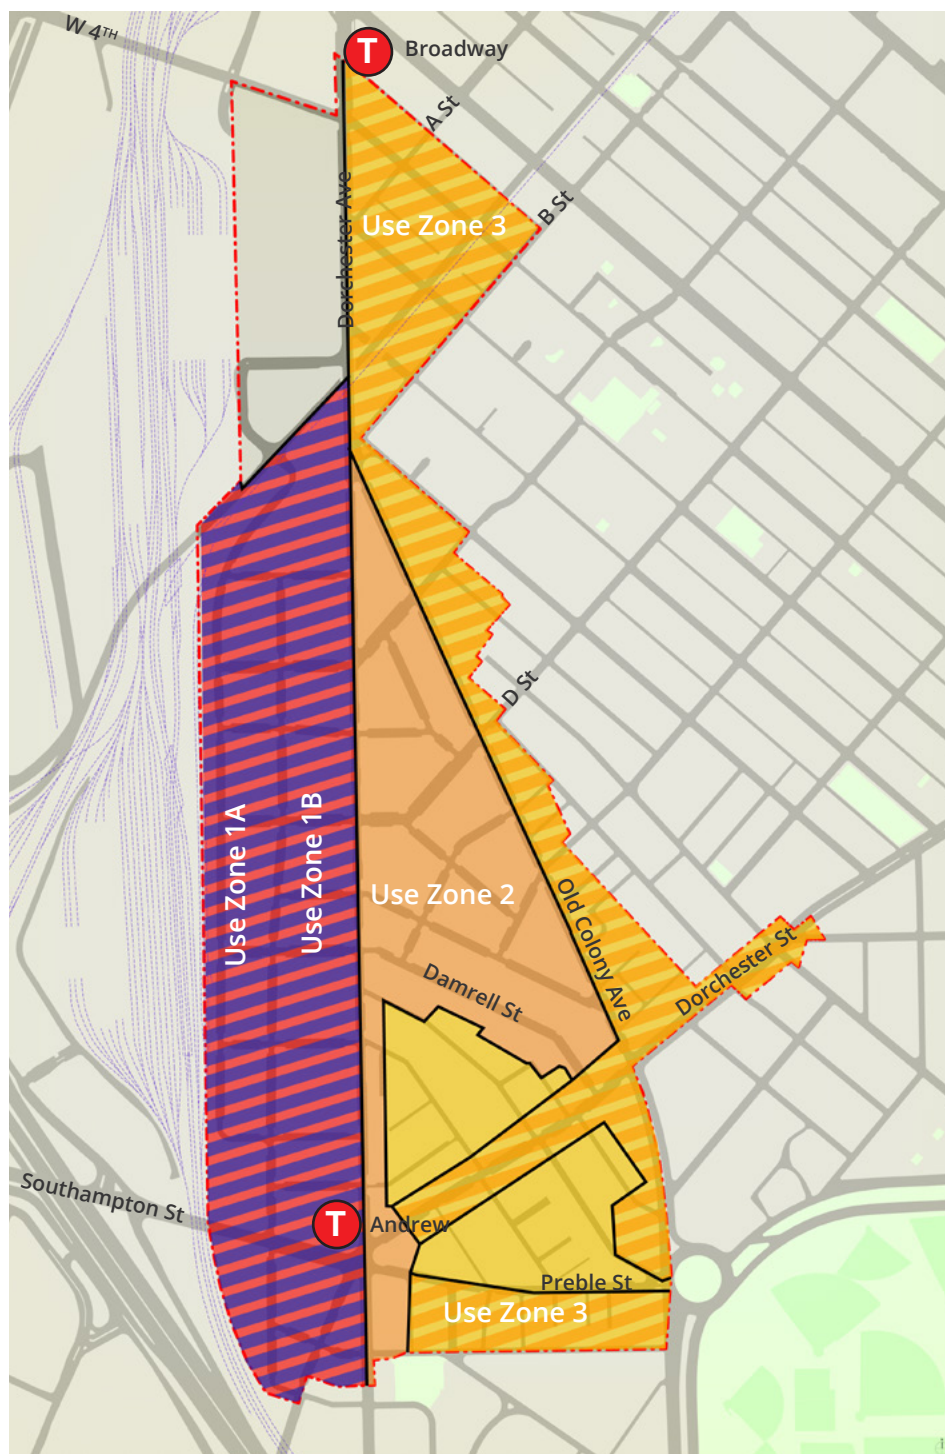 W 4TH
T
Broadway
A St
B St
Dorchester Ave
Use Zone 3
D St
Use Zone 1A
Use Zone 1B
Use Zone 2
Old Colony Ave
Dorchester St
Damrell St
Southampton St
T
Andrew
Preble St
Use Zone 3